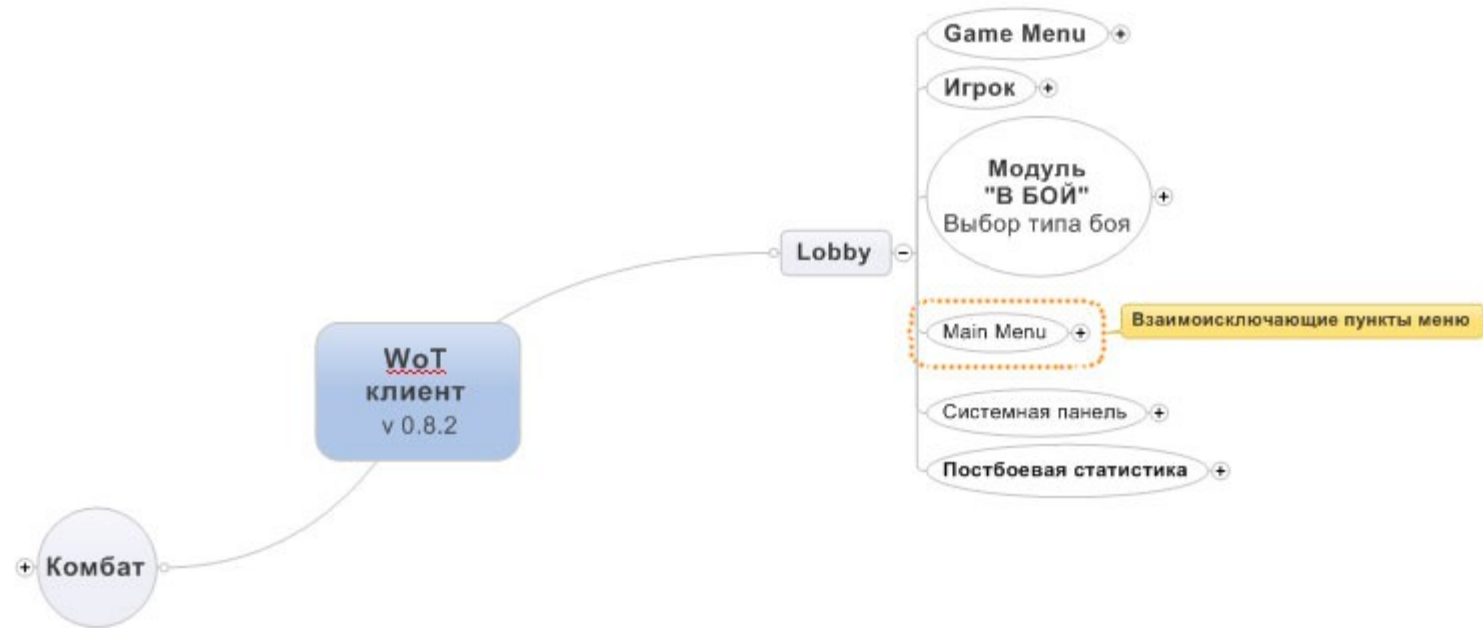 Game Menu
Игрок
Модуль
"В БОЙ"
Выбор типа боя
Lobby
Main Menu
Взаимоисключающие пункты меню
WoT
клиент
v 0.8.2
Системная панель
Постбоевая статистика
Комбат